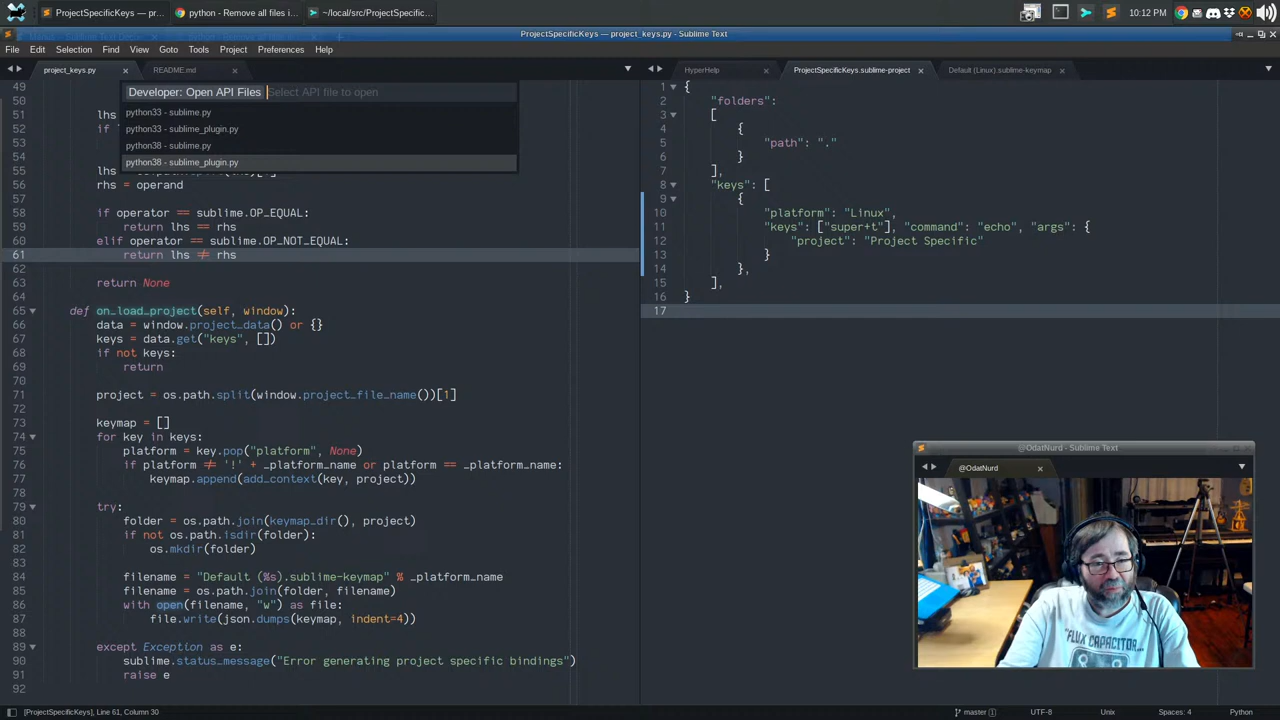 ProjectSpecificKeys — pro...
python - Remove all files i...
~/local/src/ProjectSpecific...
10:12 PM
ProjectSpecificKeys — project_keys.py - Sublime Text
File Edit Selection Find View Goto Tools Project Preferences Help
project_keys.py
README.md
HyperHelp
ProjectSpecificKeys.sublime-project
Default (Linux).sublime-keymap
Developer: Open API Files Select API file to open
python33 - sublime.py
python33 - sublime_plugin.py
python38 - sublime.py
python38 - sublime_plugin.py
49
50
51 lhs
52 if
53
54
55 lhs
56 rhs = operand
57
58 if operator == sublime.OP_EQUAL:
59 return lhs == rhs
60 elif operator == sublime.OP_NOT_EQUAL:
61 return lhs != rhs
62
63 return None
64
65 def on_load_project(self, window):
66 data = window.project_data() or {}
67 keys = data.get("keys", [])
68 if not keys:
69 return
70
71 project = os.path.split(window.project_file_name())[1]
72
73 keymap = []
74 for key in keys:
75 platform = key.pop("platform", None)
76 if platform != '!' + _platform_name or platform == _platform_name:
77 keymap.append(add_context(key, project))
78
79 try:
80 folder = os.path.join(keymap_dir(), project)
81 if not os.path.isdir(folder):
82 os.mkdir(folder)
83
84 filename = "Default (%s).sublime-keymap" % _platform_name
85 filename = os.path.join(folder, filename)
86 with open(filename, "w") as file:
87 file.write(json.dumps(keymap, indent=4))
88
89 except Exception as e:
90 sublime.status_message("Error generating project specific bindings")
91 raise e
92
1 {
2 "folders":
3 [
4 {
5 "path": "."
6 }
7 ],
8 "keys": [
9 {
10 "platform": "Linux",
11 "keys": ["super+t"], "command": "echo", "args": {
12 "project": "Project Specific"
13 }
14 },
15 ],
16 }
17
@OdatNurd - Sublime Text
@OdatNurd
"FLUX
CAPACITOR...
[ProjectSpecificKeys], Line 61, Column 30
master 1
UTF-8
Unix
Spaces: 4
Python